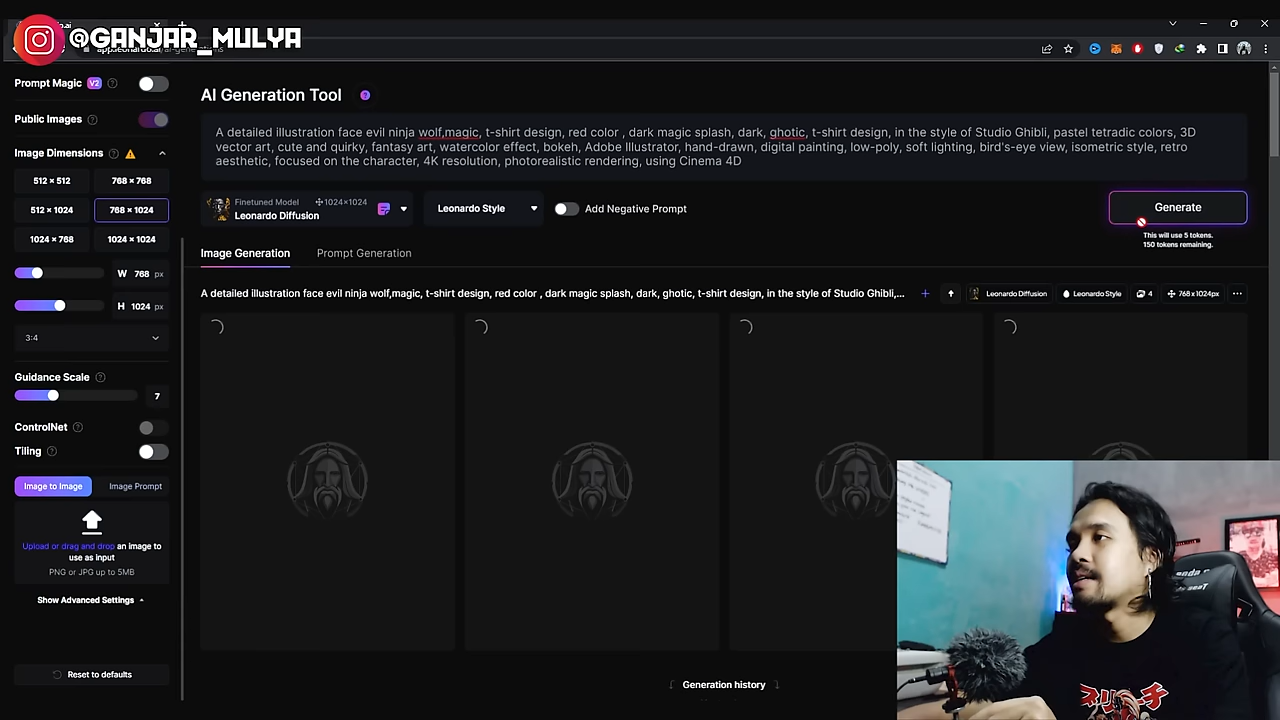 @GANJAR_MULYA
Prompt Magic V2
Public Images
Image Dimensions
512 × 512
768 × 768
512 × 1024
768 × 1024
1024 × 768
1024 × 1024
W 768 px
H 1024 px
3:4
Guidance Scale
7
ControlNet
Tiling
Image to Image
Image Prompt
Upload or drag and drop an image to
use as input
PNG or JPG up to 5MB
Show Advanced Settings
Reset to defaults
AI Generation Tool
A detailed illustration face evil ninja wolf,magic, t-shirt design, red color , dark magic splash, dark, ghotic, t-shirt design, in the style of Studio Ghibli, pastel tetradic colors, 3D
vector art, cute and quirky, fantasy art, watercolor effect, bokeh, Adobe Illustrator, hand-drawn, digital painting, low-poly, soft lighting, bird's-eye view, isometric style, retro
aesthetic, focused on the character, 4K resolution, photorealistic rendering, using Cinema 4D
Finetuned Model 1024×1024
Leonardo Diffusion
Leonardo Style
Add Negative Prompt
Generate
This will use 5 tokens.
150 tokens remaining.
Image Generation
Prompt Generation
A detailed illustration face evil ninja wolf,magic, t-shirt design, red color , dark magic splash, dark, ghotic, t-shirt design, in the style of Studio Ghibli,...
Leonardo Diffusion
Leonardo Style
4
768x1024px
Generation history